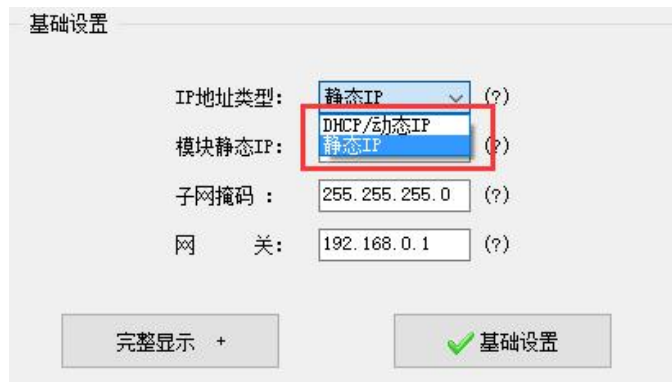 基础设置
IP地址类型: 静态IP (?)
DHCP/动态IP
模块静态IP: 静态IP (?)
子网掩码 : 255.255.255.0 (?)
网 关: 192.168.0.1 (?)
完整显示 + 基础设置